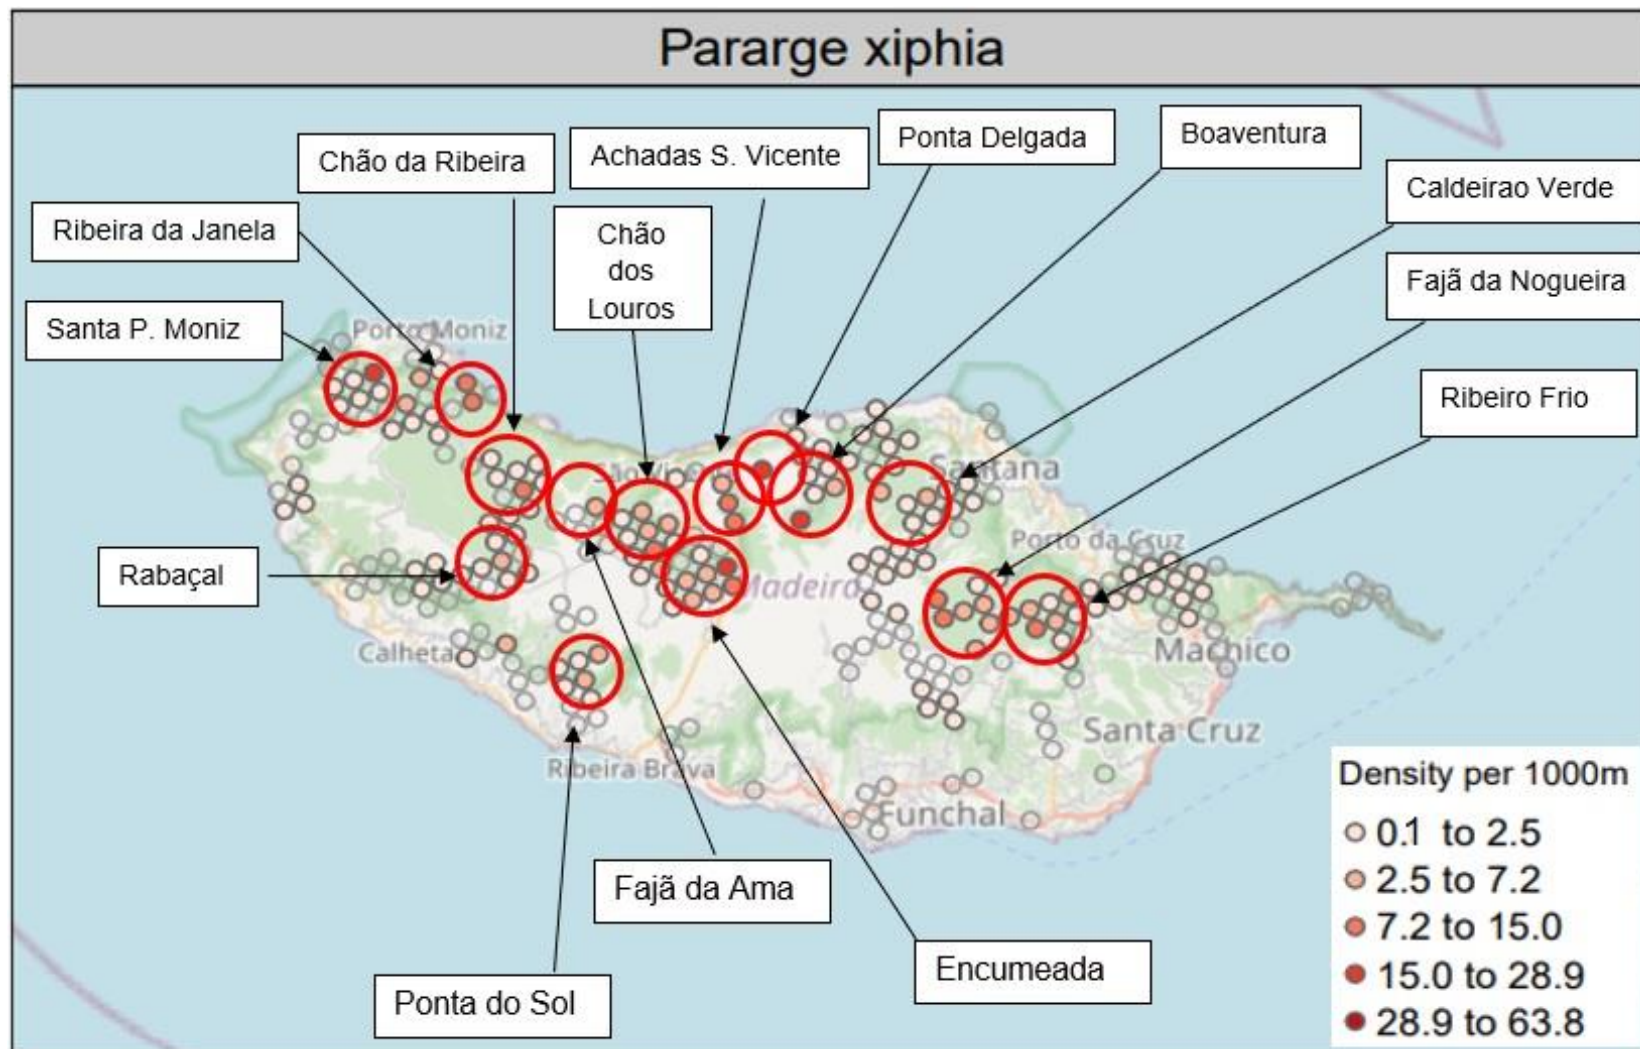 Pararge xiphia
Ponta Delgada
Boaventura
Achadas S. Vicente
Chão da Ribeira
Caldeirao Verde
Ribeira da Janela
Chão
dos
Louros
Fajã da Nogueira
Santa P. Moniz
Porto Moniz
Ribeiro Frio
Santana
Porto da Cruz
Rabaçal
Madeira
Calheta
Machico
Santa Cruz
Ribeira Brava
Funchal
Fajã da Ama
Encumeada
Ponta do Sol
Density per 1000m
0.1 to 2.5
2.5 to 7.2
7.2 to 15.0
15.0 to 28.9
28.9 to 63.8